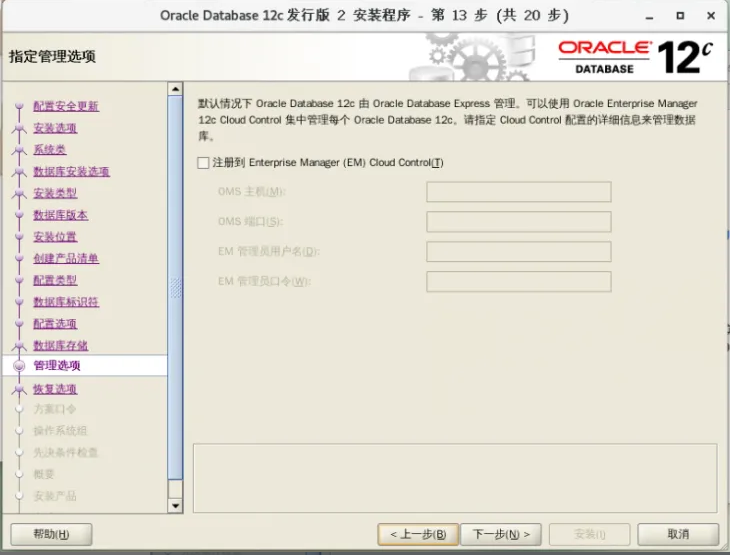 Oracle Database 12c 发行版 2 安装程序 - 第 13 步 (共 20 步)
指定管理选项
ORACLE
DATABASE
12c
配置安全更新
安装选项
系统类
数据库安装选项
安装类型
数据库版本
安装位置
创建产品清单
配置类型
数据库标识符
配置选项
数据库存储
管理选项
恢复选项
方案口令
操作系统组
先决条件检查
概要
安装产品
默认情况下 Oracle Database 12c 由 Oracle Database Express 管理。可以使用 Oracle Enterprise Manager
12c Cloud Control 集中管理每个 Oracle Database 12c。请指定 Cloud Control 配置的详细信息来管理数据
库。
注册到 Enterprise Manager (EM) Cloud Control(T)
OMS 主机(M):
OMS 端口(S):
EM 管理员用户名(D):
EM 管理员口令(W):
帮助(H)
< 上一步(B)
下一步(N) >
安装(I)
取消